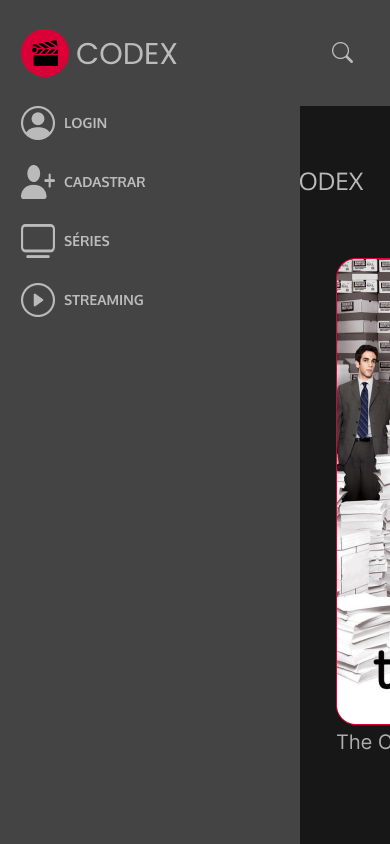 CODEX
LOGIN
CADASTRAR
SÉRIES
STREAMING
ODEX
t
The